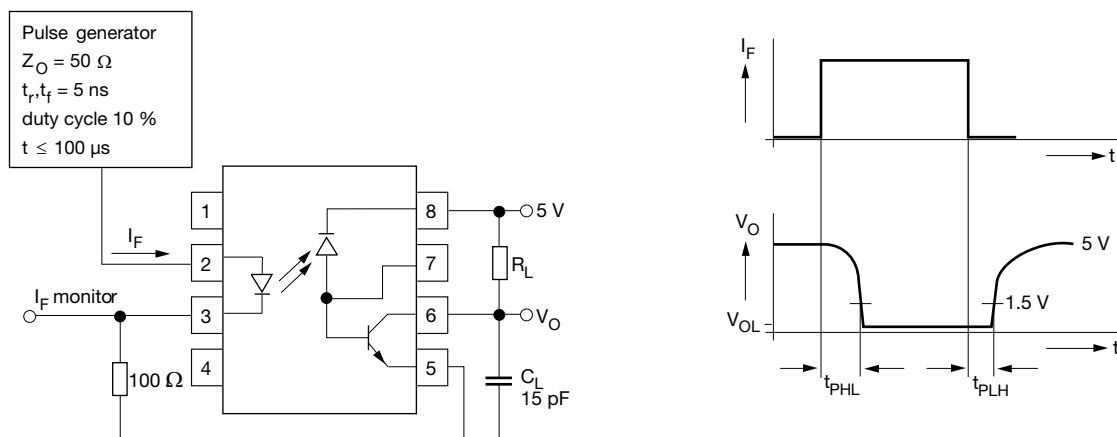 Pulse generator
Z_O = 50 Ω
t_r,t_f = 5 ns
duty cycle 10 %
t ≤ 100 µs
I_F
I_F monitor
100 Ω
1
2
3
4
8
7
6
5
5 V
R_L
V_O
C_L
15 pF
I_F
t
V_O
5 V
1.5 V
V_OL
t
t_PHL
t_PLH